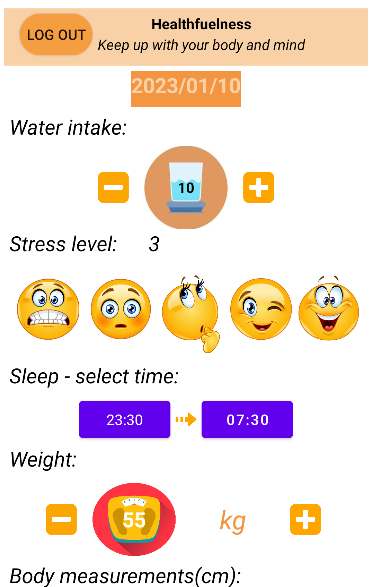 LOG OUT
Healthfuelness
Keep up with your body and mind
2023/01/10
Water intake:
10
Stress level: 3
Sleep - select time:
23:30 07:30
Weight:
55 kg
Body measurements(cm):